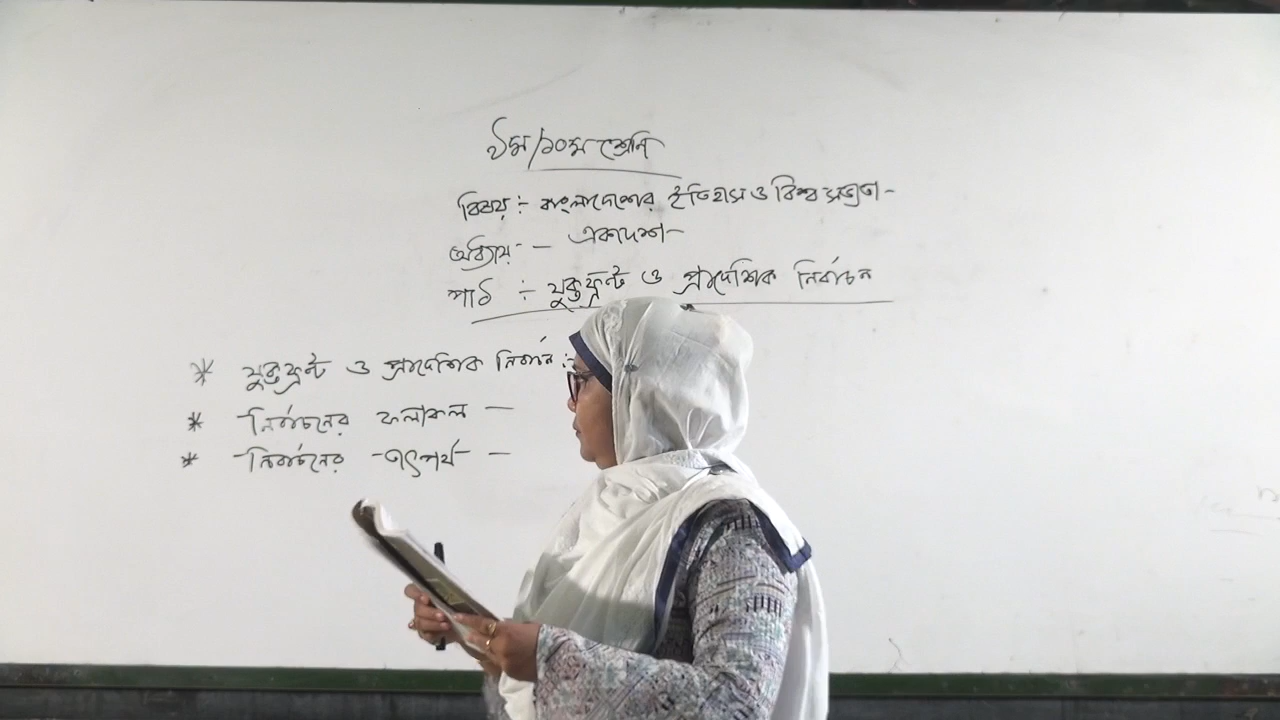 ৯ম/১০ম শ্রেনি
বিষয় :- বাংলাদেশের ইতিহাস ও বিশ্ব সভ্যতা-
অধ্যায় - একাদশ-
পাঠ :- যুক্তফ্রন্ট ও প্রাদেশিক নির্বাচন
* যুক্তফ্রন্ট ও প্রাদেশিক নির্বাচন :-
* নির্বাচনের ফলাফল -
* নির্বাচনের তাৎপর্য -